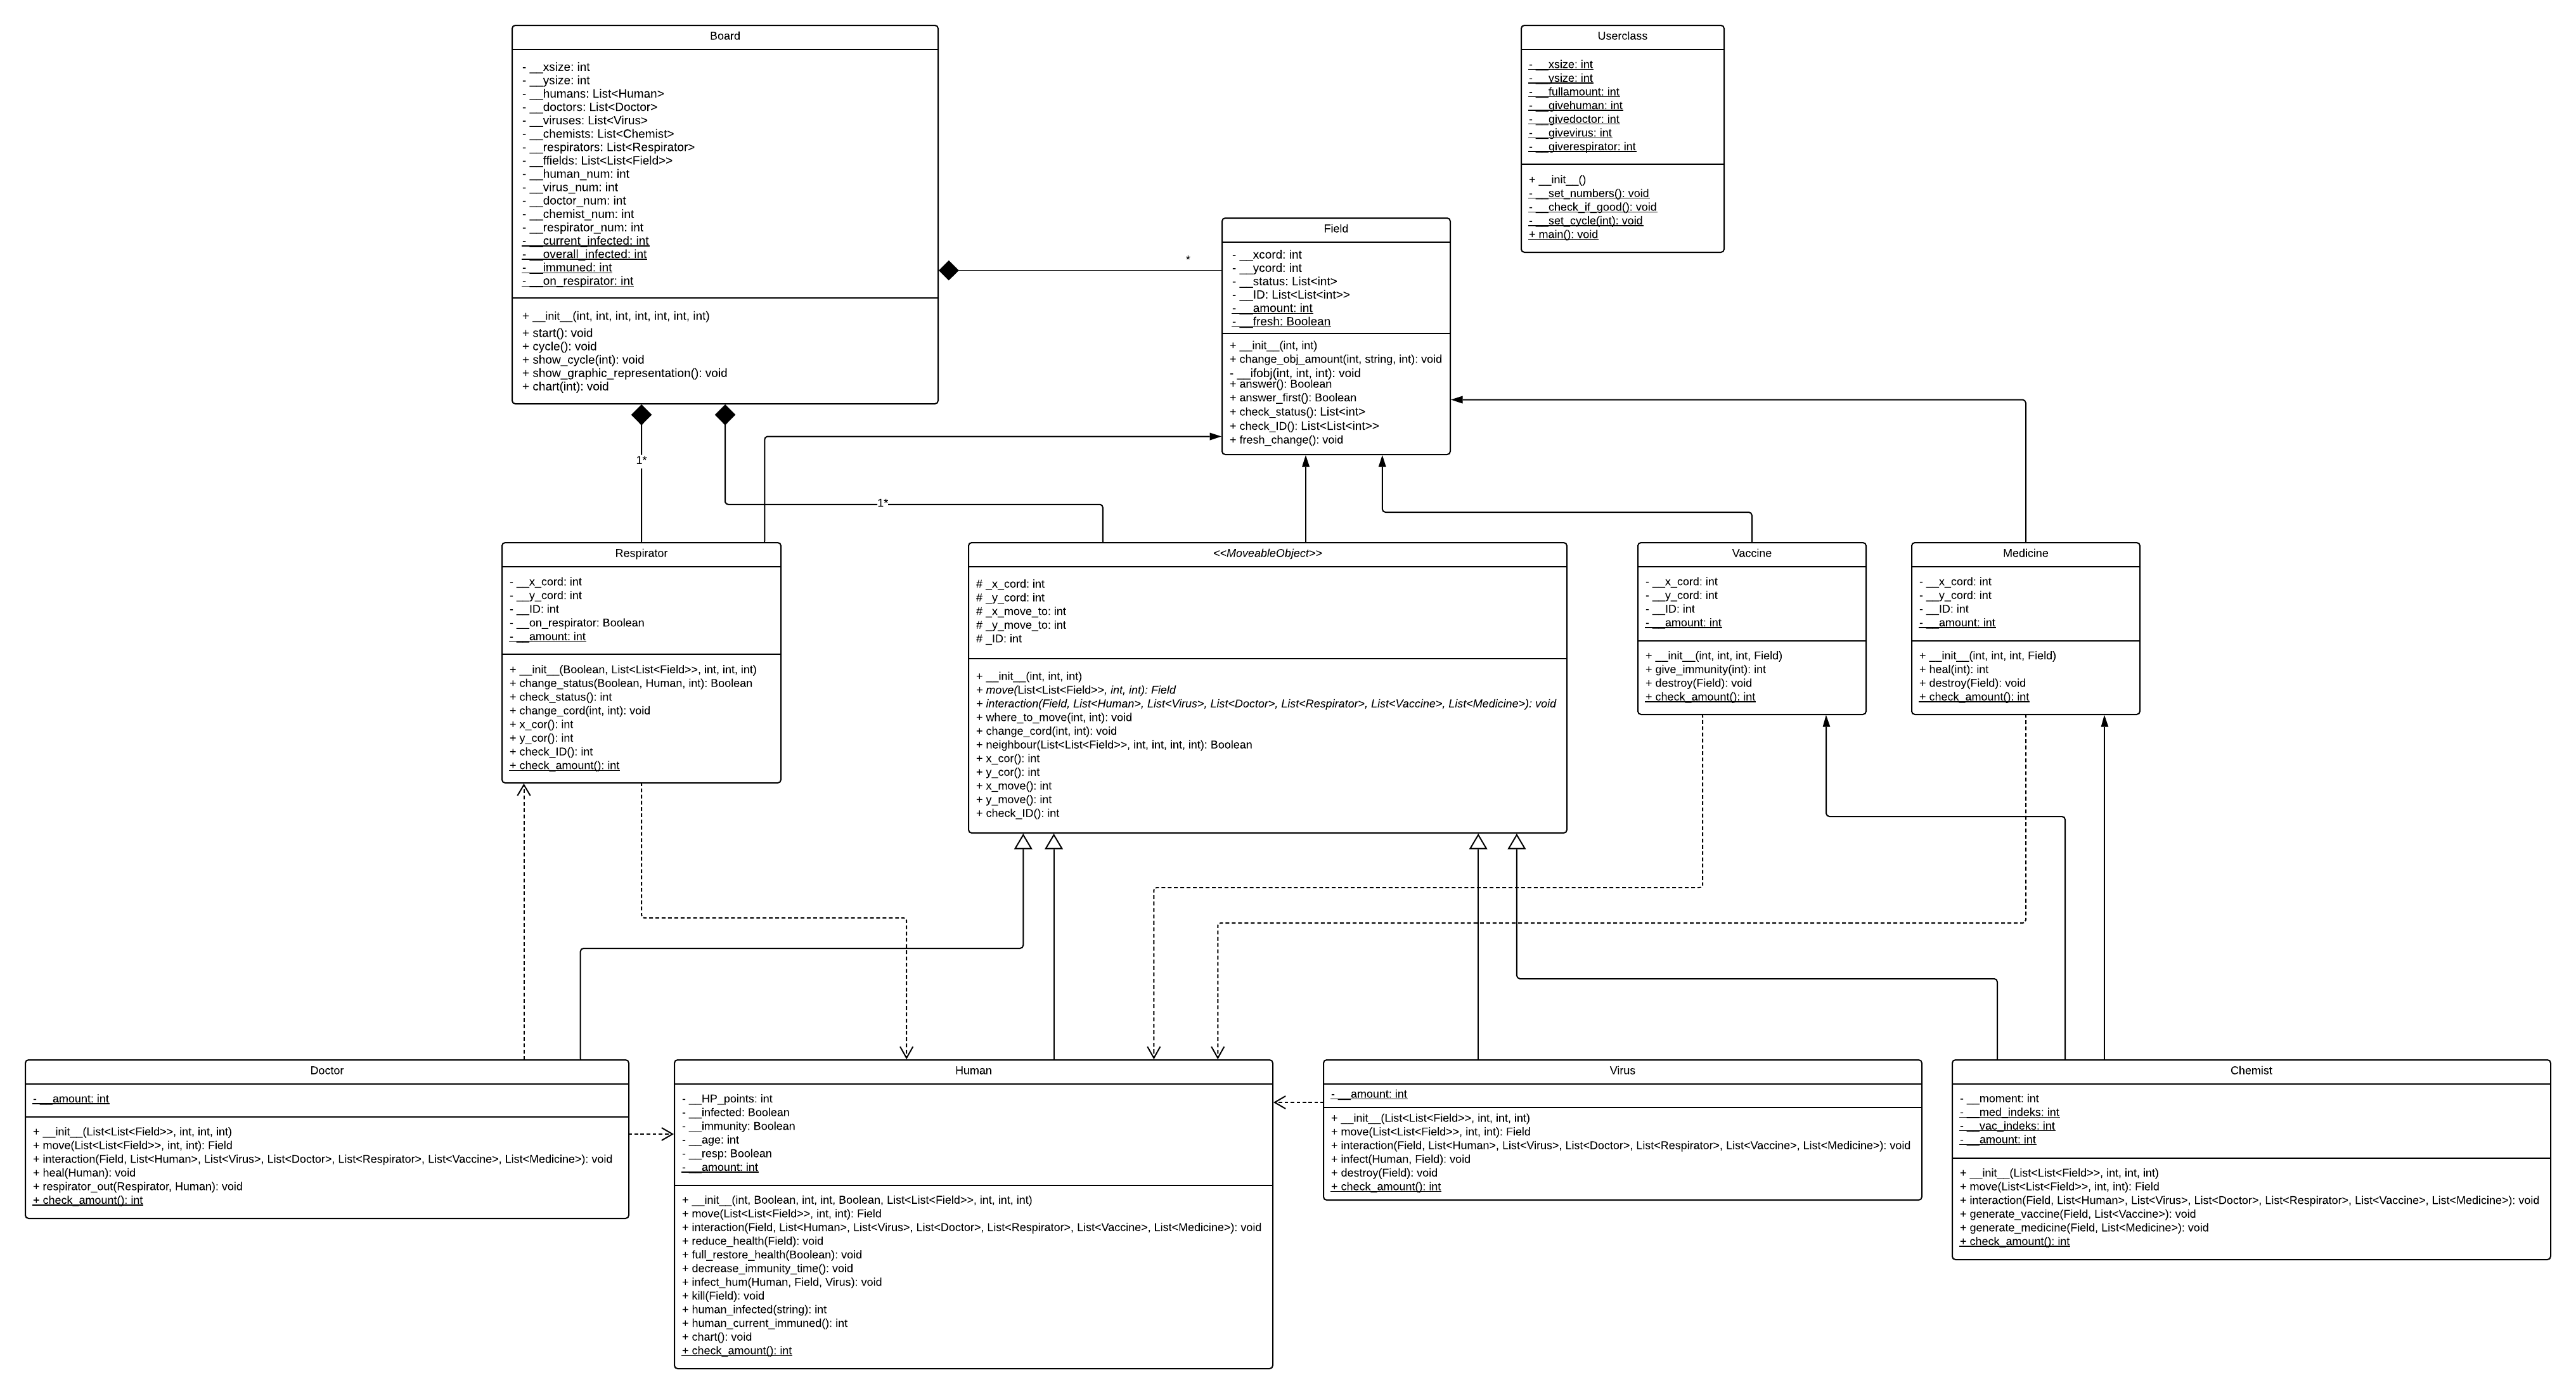 Board
- __xsize: int
- __ysize: int
- __humans: List<Human>
- __doctors: List<Doctor>
- __viruses: List<Virus>
- __chemists: List<Chemist>
- __respirators: List<Respirator>
- __ffields: List<List<Field>>
- __human_num: int
- __virus_num: int
- __doctor_num: int
- __chemist_num: int
- __respirator_num: int
- __current_infected: int
- __overall_infected: int
- __immuned: int
- __on_respirator: int
+ __init__(int, int, int, int, int, int, int)
+ start(): void
+ cycle(): void
+ show_cycle(int): void
+ show_graphic_representation(): void
+ chart(int): void
Userclass
- __xsize: int
- __ysize: int
- __fullamount: int
- __givehuman: int
- __givedoctor: int
- __givevirus: int
- __giverespirator: int
+ __init__()
- __set_numbers(): void
- __check_if_good(): void
- __set_cycle(int): void
+ main(): void
*
Field
- __xcord: int
- __ycord: int
- __status: List<int>
- __ID: List<List<int>>
- __amount: int
- __fresh: Boolean
+ __init__(int, int)
+ change_obj_amount(int, string, int): void
- __ifobj(int, int, int): void
+ answer(): Boolean
+ answer_first(): Boolean
+ check_status(): List<int>
+ check_ID(): List<List<int>>
+ fresh_change(): void
1*
1*
Respirator
- __x_cord: int
- __y_cord: int
- __ID: int
- __on_respirator: Boolean
- __amount: int
+ __init__(Boolean, List<List<Field>>, int, int, int)
+ change_status(Boolean, Human, int): Boolean
+ check_status(): int
+ change_cord(int, int): void
+ x_cor(): int
+ y_cor(): int
+ check_ID(): int
+ check_amount(): int
<<MoveableObject>>
# _x_cord: int
# _y_cord: int
# _x_move_to: int
# _y_move_to: int
# _ID: int
+ __init__(int, int, int)
+ move(List<List<Field>>, int, int): Field
+ interaction(Field, List<Human>, List<Virus>, List<Doctor>, List<Respirator>, List<Vaccine>, List<Medicine>): void
+ where_to_move(int, int): void
+ change_cord(int, int): void
+ neighbour(List<List<Field>>, int, int, int, int): Boolean
+ x_cor(): int
+ y_cor(): int
+ x_move(): int
+ y_move(): int
+ check_ID(): int
Vaccine
- __x_cord: int
- __y_cord: int
- __ID: int
- __amount: int
+ __init__(int, int, int, Field)
+ give_immunity(int): int
+ destroy(Field): void
+ check_amount(): int
Medicine
- __x_cord: int
- __y_cord: int
- __ID: int
- __amount: int
+ __init__(int, int, int, Field)
+ heal(int): int
+ destroy(Field): void
+ check_amount(): int
Doctor
- __amount: int
+ __init__(List<List<Field>>, int, int, int)
+ move(List<List<Field>>, int, int): Field
+ interaction(Field, List<Human>, List<Virus>, List<Doctor>, List<Respirator>, List<Vaccine>, List<Medicine>): void
+ heal(Human): void
+ respirator_out(Respirator, Human): void
+ check_amount(): int
Human
- __HP_points: int
- __infected: Boolean
- __immunity: Boolean
- __age: int
- __resp: Boolean
- __amount: int
+ __init__(int, Boolean, int, int, Boolean, List<List<Field>>, int, int, int)
+ move(List<List<Field>>, int, int): Field
+ interaction(Field, List<Human>, List<Virus>, List<Doctor>, List<Respirator>, List<Vaccine>, List<Medicine>): void
+ reduce_health(Field): void
+ full_restore_health(Boolean): void
+ decrease_immunity_time(): void
+ infect_hum(Human, Field, Virus): void
+ kill(Field): void
+ human_infected(string): int
+ human_current_immuned(): int
+ chart(): void
+ check_amount(): int
Virus
- __amount: int
+ __init__(List<List<Field>>, int, int, int)
+ move(List<List<Field>>, int, int): Field
+ interaction(Field, List<Human>, List<Virus>, List<Doctor>, List<Respirator>, List<Vaccine>, List<Medicine>): void
+ infect(Human, Field): void
+ destroy(Field): void
+ check_amount(): int
Chemist
- __moment: int
- __med_indeks: int
- __vac_indeks: int
- __amount: int
+ __init__(List<List<Field>>, int, int, int)
+ move(List<List<Field>>, int, int): Field
+ interaction(Field, List<Human>, List<Virus>, List<Doctor>, List<Respirator>, List<Vaccine>, List<Medicine>): void
+ generate_vaccine(Field, List<Vaccine>): void
+ generate_medicine(Field, List<Medicine>): void
+ check_amount(): int